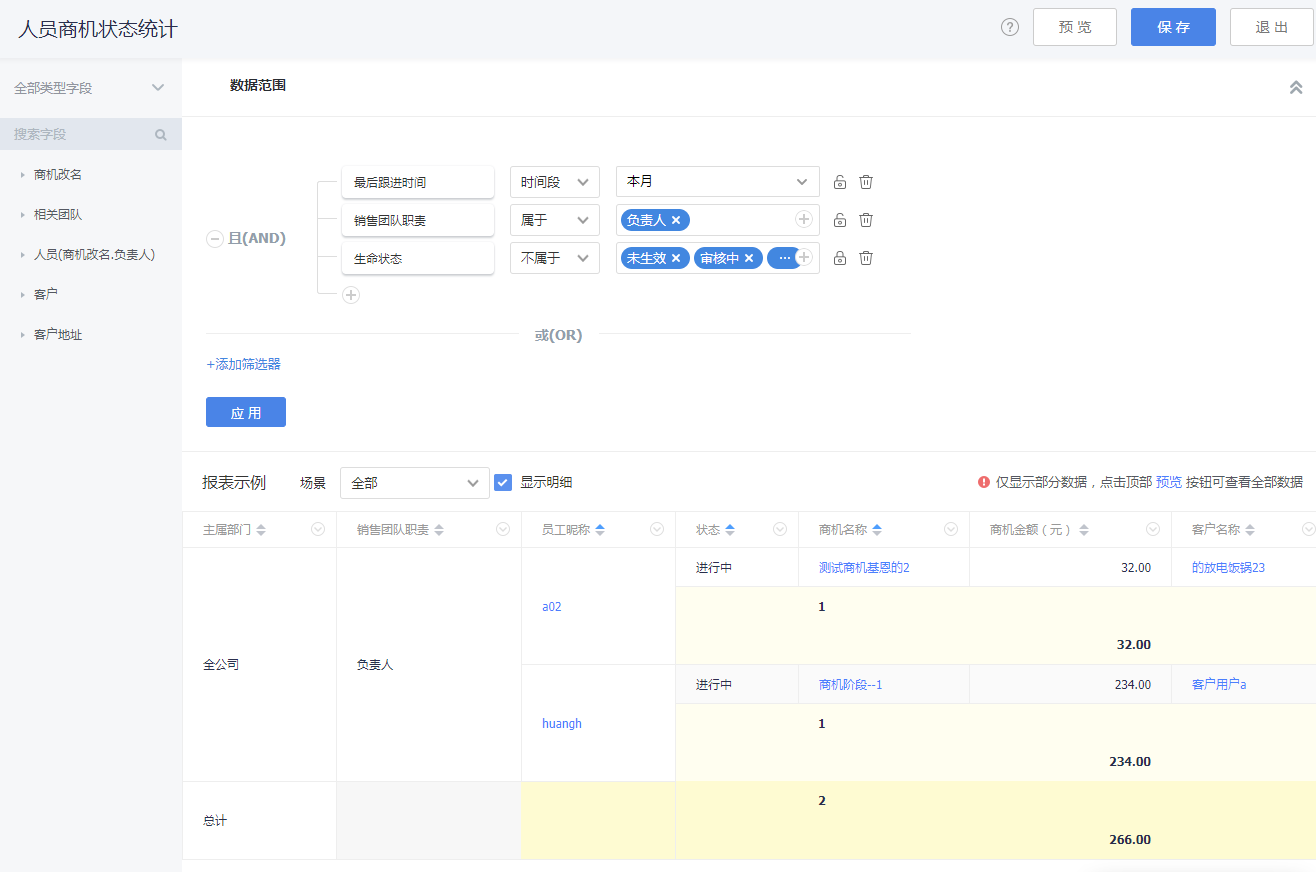 人员商机状态统计
预 览
保 存
退 出
全部类型字段
搜索字段
商机改名
相关团队
人员(商机改名.负责人)
客户
客户地址
数据范围
且(AND)
最后跟进时间 时间段 本月
销售团队职责 属于 负责人
生命状态 不属于 未生效 审核中 ...
或(OR)
+添加筛选器
应 用
报表示例 场景 全部 显示明细 仅显示部分数据，点击顶部 预览 按钮可查看全部数据
主属部门 销售团队职责 员工昵称 状态 商机名称 商机金额（元） 客户名称
进行中 测试商机基恩的2 32.00 的放电饭锅23
a02 1
32.00
全公司 负责人
进行中 商机阶段--1 234.00 客户用户a
huangh 1
234.00
总计 2
266.00